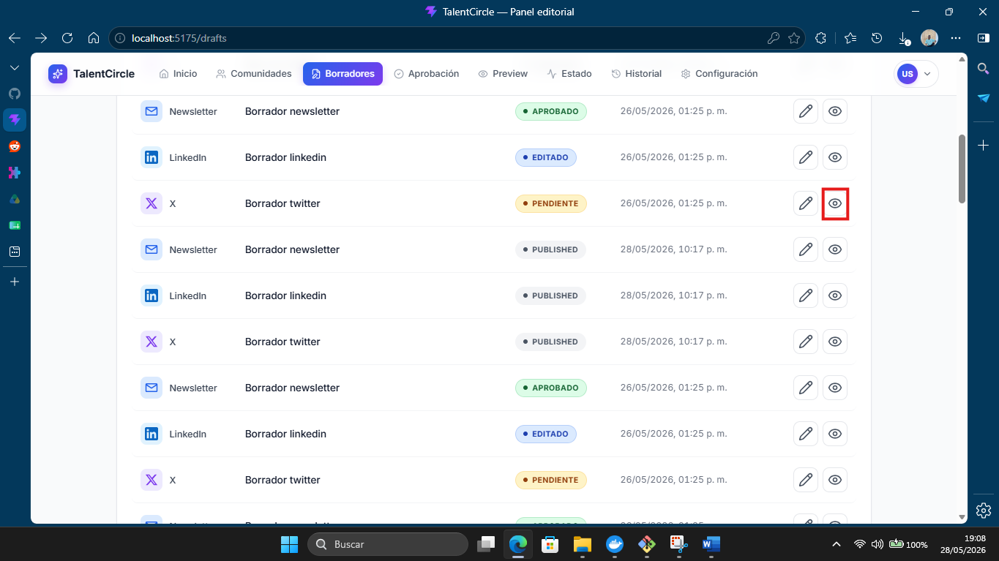 TalentCircle — Panel editorial
localhost:5175/drafts
TalentCircle Inicio Comunidades Borradores Aprobación Preview Estado Historial Configuración US
Newsletter Borrador newsletter APROBADO 26/05/2026, 01:25 p. m.
LinkedIn Borrador linkedin EDITADO 26/05/2026, 01:25 p. m.
X Borrador twitter PENDIENTE 26/05/2026, 01:25 p. m.
Newsletter Borrador newsletter PUBLISHED 28/05/2026, 10:17 p. m.
LinkedIn Borrador linkedin PUBLISHED 28/05/2026, 10:17 p. m.
X Borrador twitter PUBLISHED 28/05/2026, 10:17 p. m.
Newsletter Borrador newsletter APROBADO 26/05/2026, 01:25 p. m.
LinkedIn Borrador linkedin EDITADO 26/05/2026, 01:25 p. m.
X Borrador twitter PENDIENTE 26/05/2026, 01:25 p. m.
Buscar
100%
19:08
28/05/2026